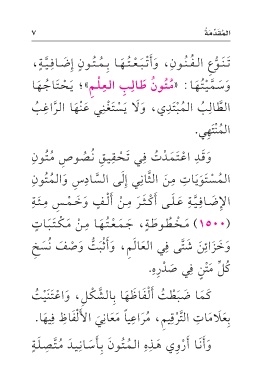 المُقَدِّمَةُ ٧
تَنَوُّعِ الفُنُونِ، وَأَتْبَعْتُهَا بِمُتُونٍ إِضَافِيَّةٍ،
وَسَمَّيْتُهَا: «مُتُونُ طَالِبِ العِلْمِ»؛ يَحْتَاجُهَا
الطَّالِبُ المُبْتَدِي، وَلَا يَسْتَغْنِي عَنْهَا الرَّاغِبُ
المُنْتَهِي.
وَقَدِ اعْتَمَدْتُ فِي تَحْقِيقِ نُصُوصِ مُتُونِ
المُسْتَوَيَاتِ مِنَ الثَّانِي إِلَى السَّادِسِ وَالمُتُونِ
الإِضَافِيَّةِ عَلَى أَكْثَرَ مِنْ أَلْفٍ وَخَمْسِ مِئَةِ
(١٥٠٠) مَخْطُوطَةٍ، جَمَعْتُهَا مِنْ مَكْتَبَاتٍ
وَخَزَائِنَ شَتَّى فِي العَالَمِ، وَأَثْبَتُّ وَصْفَ نُسَخِ
كُلِّ مَتْنٍ فِي صَدْرِهِ.
كَمَا ضَبَطْتُ أَلْفَاظَهَا بِالشَّكْلِ، وَاعْتَنَيْتُ
بِعَلَامَاتِ التَّرْقِيمِ، مُرَاعِياً مَعَانِيَ الأَلْفَاظِ فِيهَا.
وَأَنَا أَرْوِي هَذِهِ المُتُونَ بِأَسَانِيدَ مُتَّصِلَةٍ